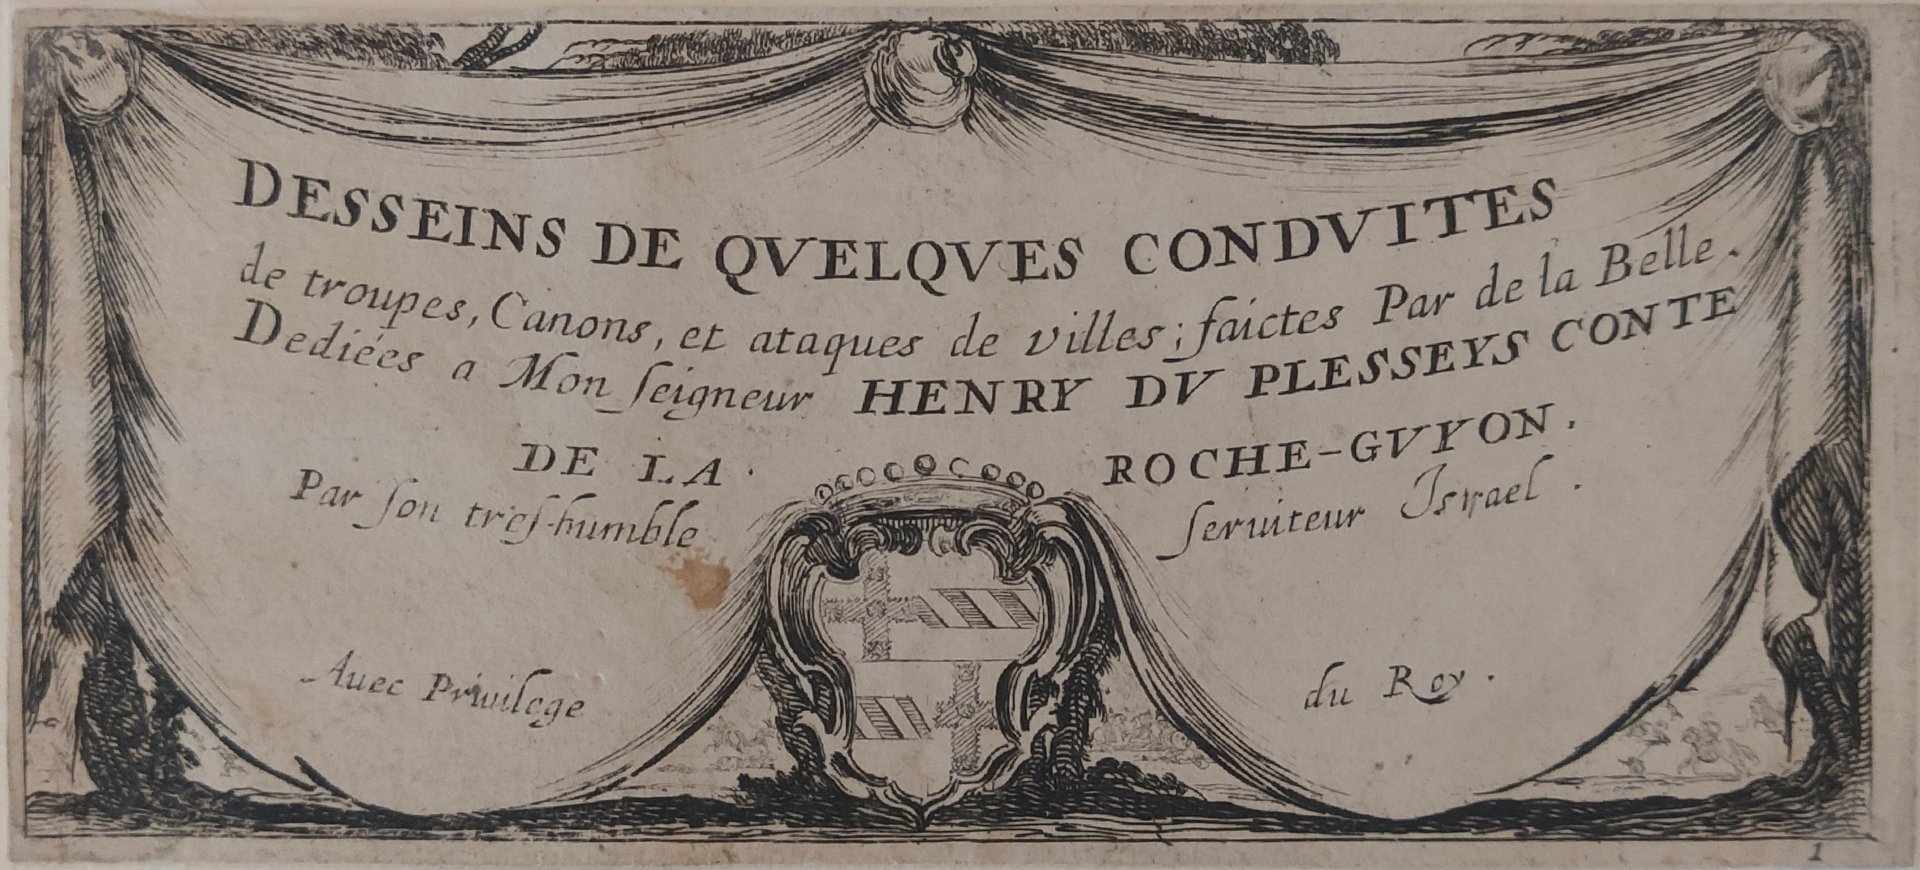 DESSEINS DE QVELQVES CONDVITES
de troupes, Canons, et ataques de villes; faictes Par de la Belle.
Dediées a Mon seigneur HENRY DV PLESSEYS CONTE
DE LA. ROCHE-GVYON.
Par son tres-humble seruiteur Israel.
Auec Priuilege du Roy.
1